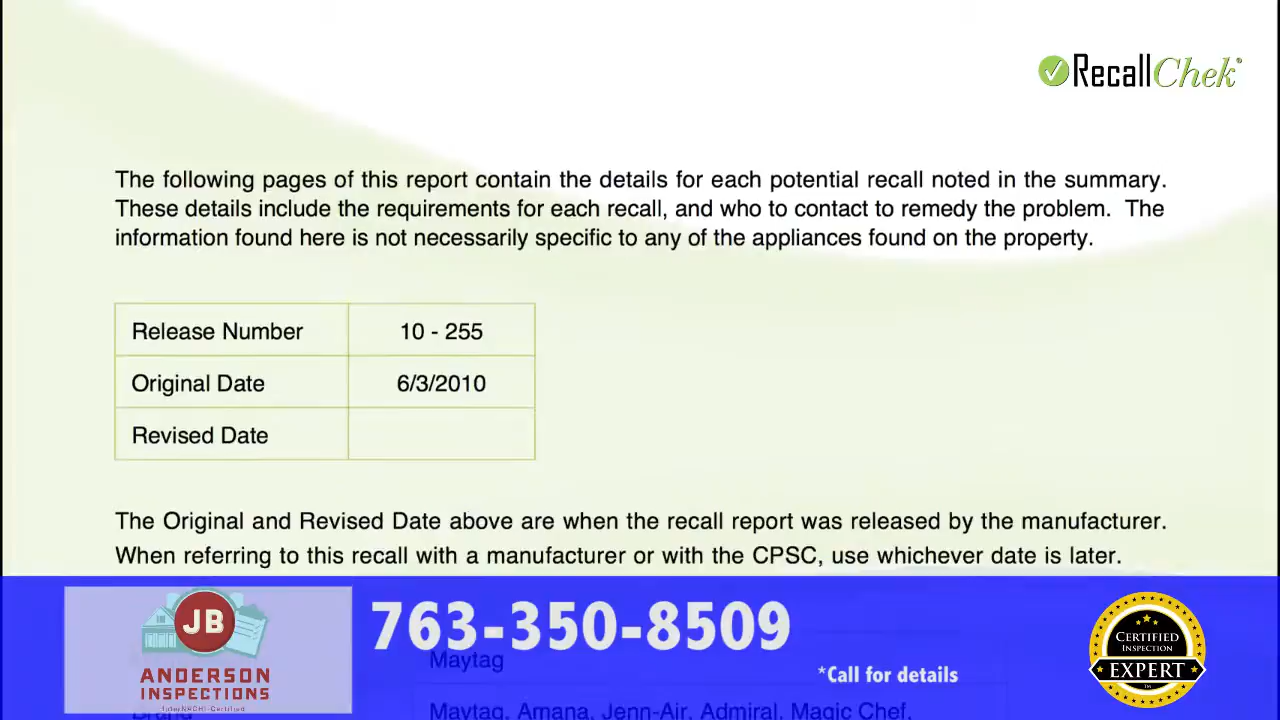 RecallChek®
The following pages of this report contain the details for each potential recall noted in the summary.
These details include the requirements for each recall, and who to contact to remedy the problem. The
information found here is not necessarily specific to any of the appliances found on the property.
Release Number 10 - 255
Original Date 6/3/2010
Revised Date
The Original and Revised Date above are when the recall report was released by the manufacturer.
When referring to this recall with a manufacturer or with the CPSC, use whichever date is later.
JB
ANDERSON
INSPECTIONS
InterNACHI-Certified
763-350-8509
*Call for details
Maytag
Brand Maytag, Amana, Jenn-Air, Admiral, Magic Chef,
CERTIFIED
INSPECTION
EXPERT
TM